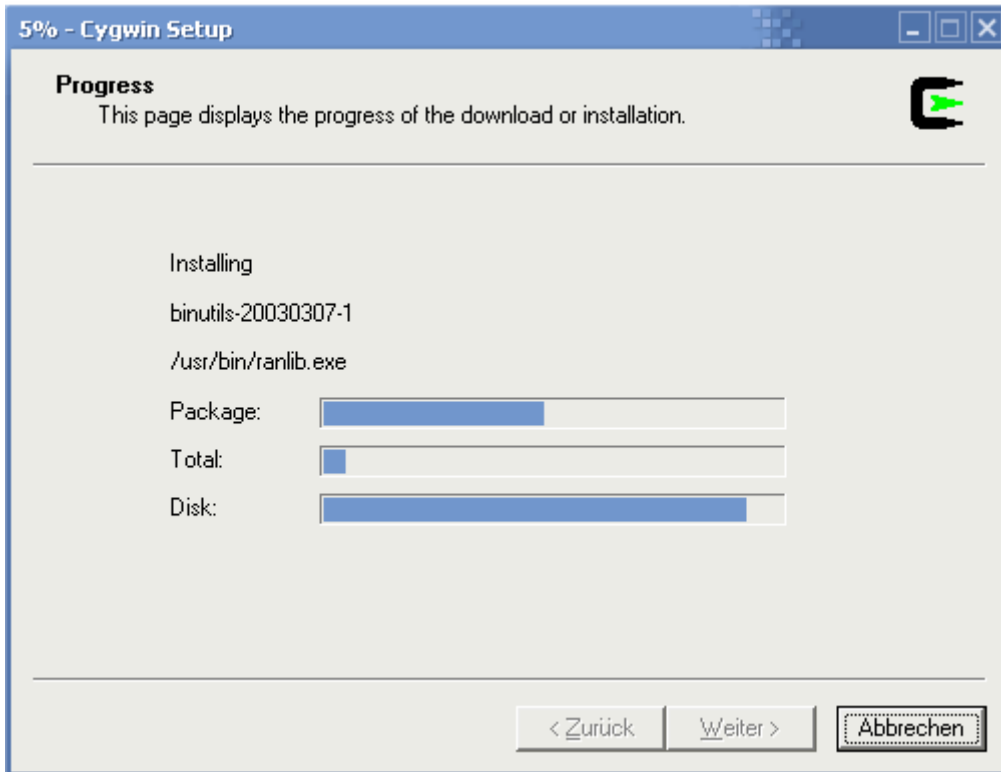 5% - Cygwin Setup
Progress
This page displays the progress of the download or installation.
Installing
binutils-20030307-1
/usr/bin/ranlib.exe
Package:
Total:
Disk:
< Zurück
Weiter >
Abbrechen